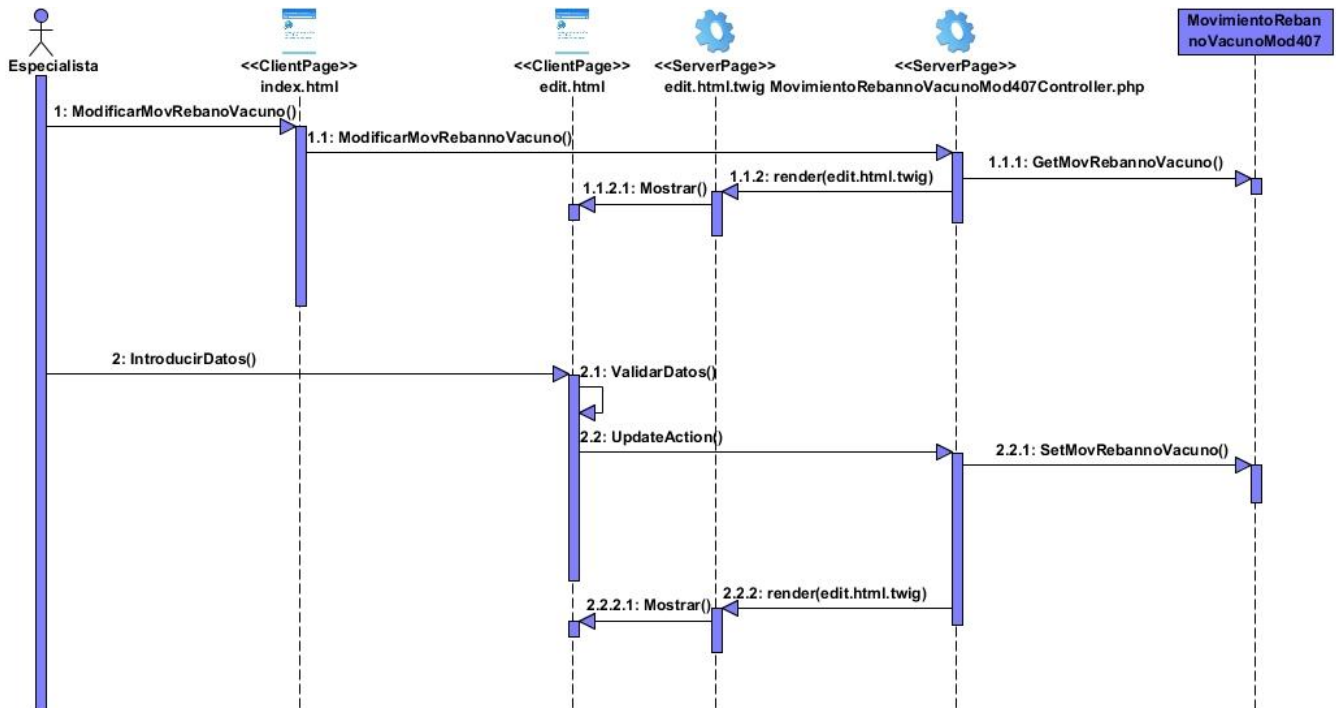 MovimientoReban
noVacunoMod407
Especialista
<<ClientPage>>
index.html
<<ClientPage>>
edit.html
<<ServerPage>>
edit.html.twig
<<ServerPage>>
MovimientoRebannoVacunoMod407Controller.php
1: ModificarMovRebanoVacuno()
1.1: ModificarMovRebannoVacuno()
1.1.1: GetMovRebannoVacuno()
1.1.2: render(edit.html.twig)
1.1.2.1: Mostrar()
2: IntroducirDatos()
2.1: ValidarDatos()
2.2: UpdateAction()
2.2.1: SetMovRebannoVacuno()
2.2.2: render(edit.html.twig)
2.2.2.1: Mostrar()